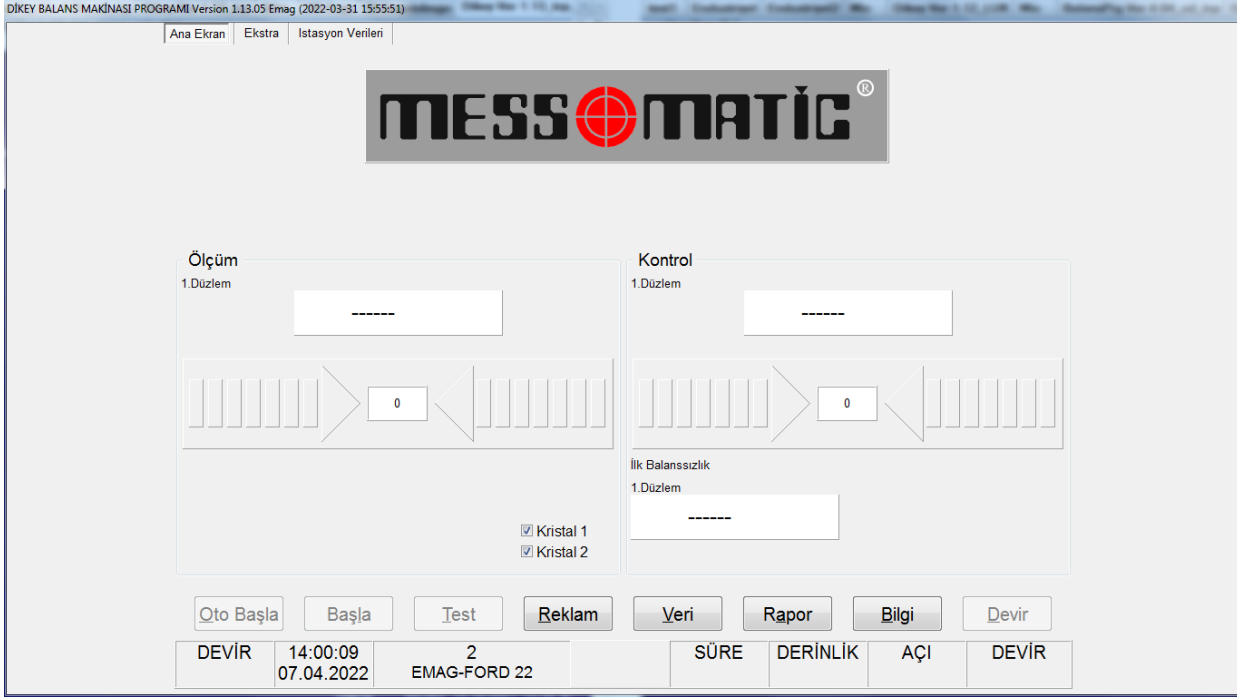 DİKEY BALANS MAKİNASI PROGRAMI Version 1.13.05 Emag (2022-03-31 15:55:51)
Ana Ekran Ekstra Istasyon Verileri
MESSOMATİC®
Ölçüm
1.Düzlem
------
0
Kristal 1
Kristal 2
Kontrol
1.Düzlem
------
0
İlk Balanssızlık
1.Düzlem
------
Oto Başla Başla Test Reklam Veri Rapor Bilgi Devir
DEVİR 14:00:09 2 SÜRE DERİNLİK AÇI DEVİR
07.04.2022 EMAG-FORD 22